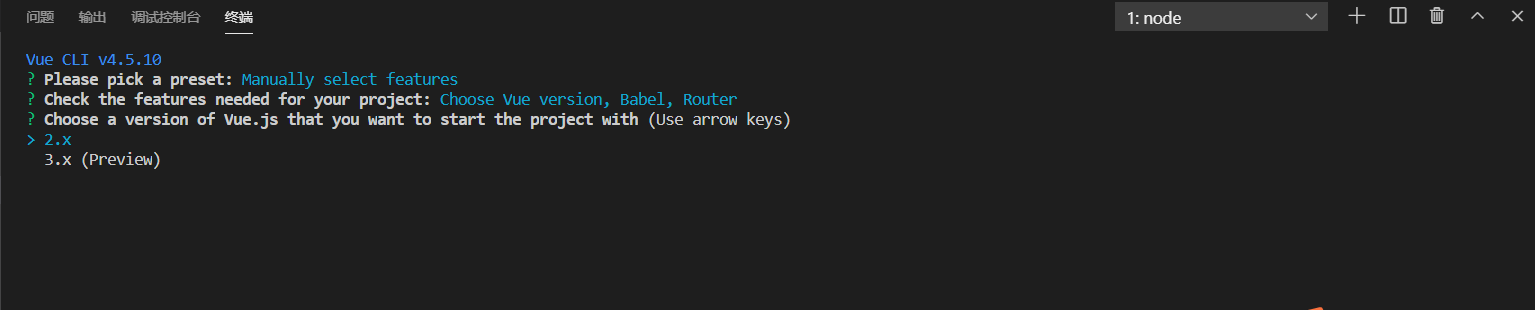 问题 输出 调试控制台 终端 1: node
Vue CLI v4.5.10
? Please pick a preset: Manually select features
? Check the features needed for your project: Choose Vue version, Babel, Router
? Choose a version of Vue.js that you want to start the project with (Use arrow keys)
> 2.x
3.x (Preview)